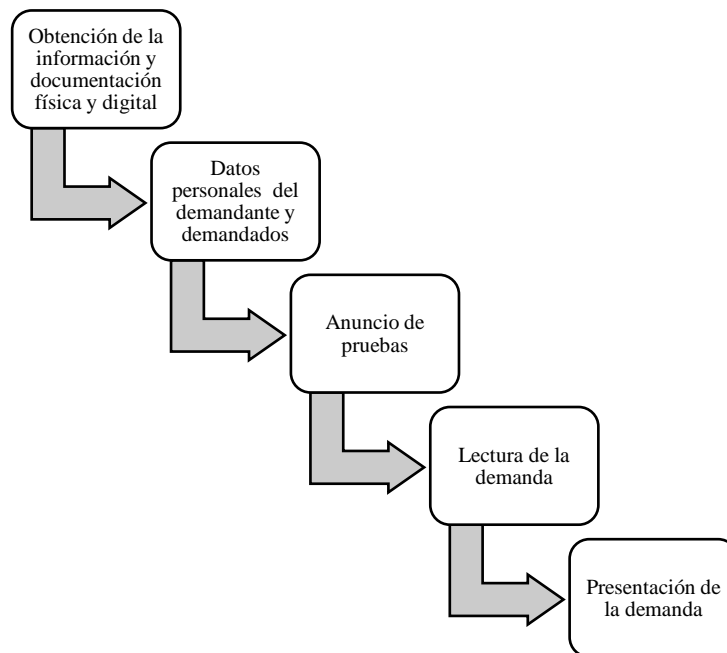 Obtención de la
información y
documentación
física y digital
Datos
personales del
demandante y
demandados
Anuncio de
pruebas
Lectura de la
demanda
Presentación de
la demanda